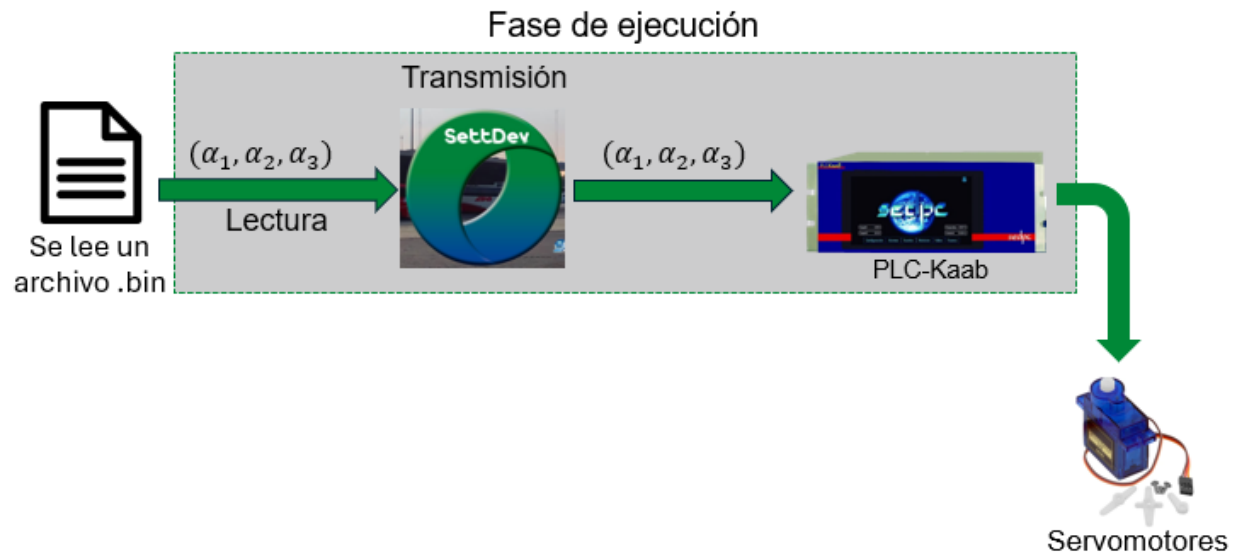 Fase de ejecución
Transmisión
SettDev
(α₁, α₂, α₃)
Lectura
(α₁, α₂, α₃)
Se lee un
archivo .bin
setpc
PLC-Kaab
Servomotores